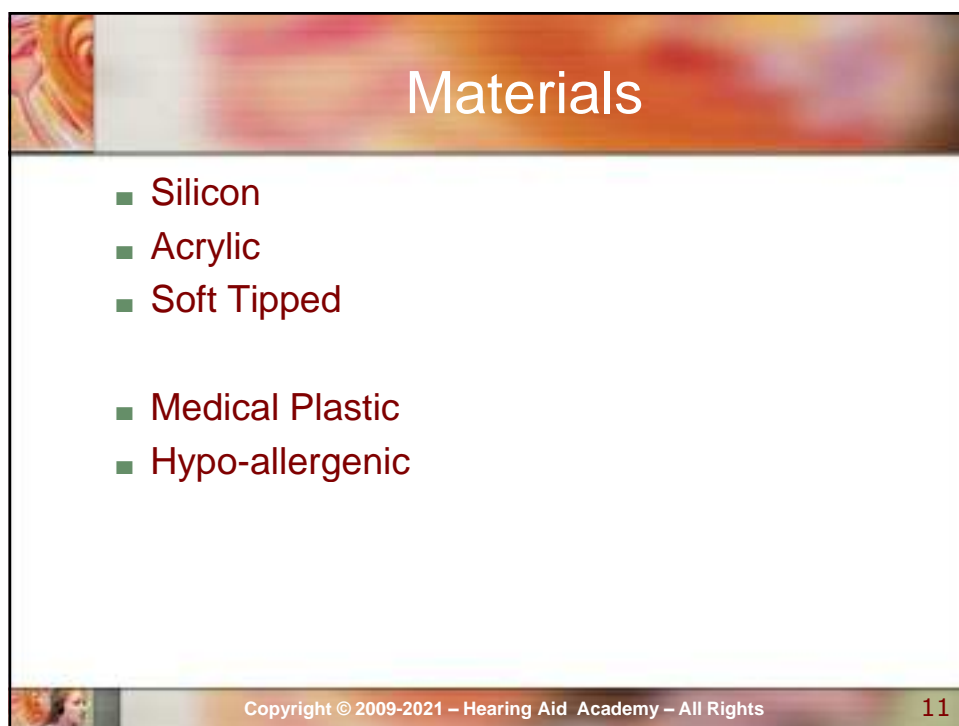 Materials
Silicon
Acrylic
Soft Tipped
Medical Plastic
Hypo-allergenic
Copyright © 2009-2021 – Hearing Aid Academy – All Rights
11